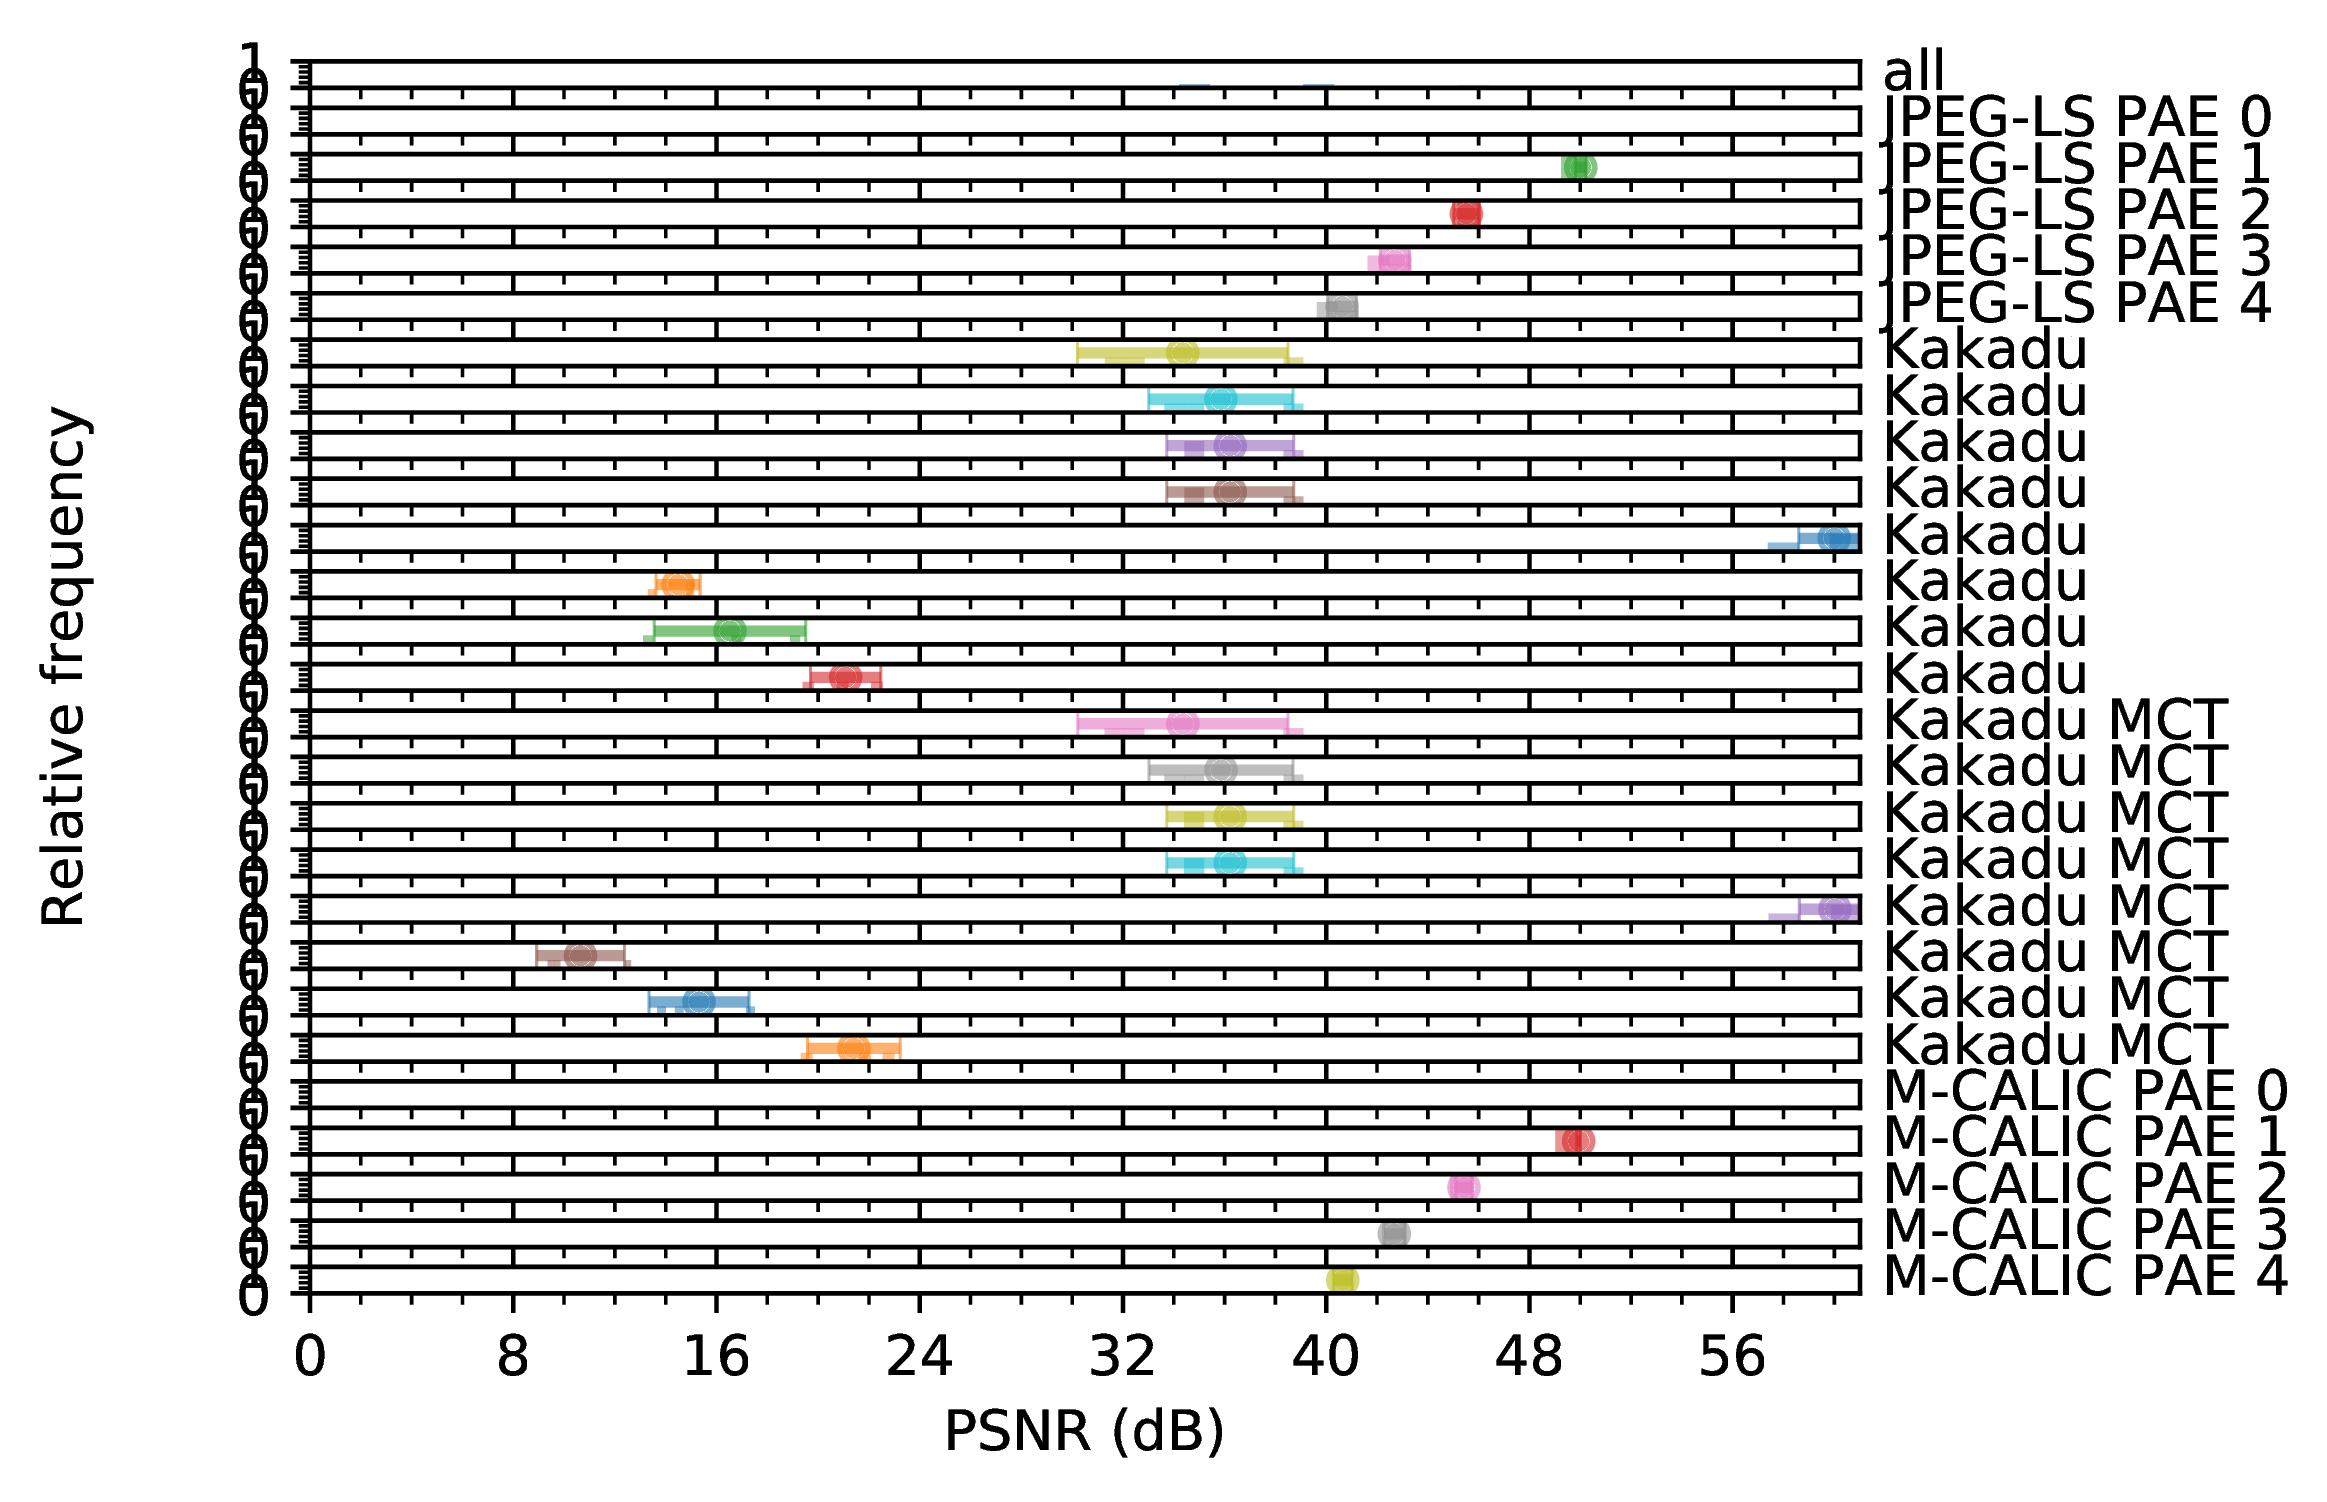 1
0
all
JPEG-LS PAE 0
JPEG-LS PAE 1
JPEG-LS PAE 2
JPEG-LS PAE 3
JPEG-LS PAE 4
Kakadu
Kakadu
Kakadu
Kakadu
Kakadu
Kakadu
Kakadu
Kakadu
Kakadu MCT
Kakadu MCT
Kakadu MCT
Kakadu MCT
Kakadu MCT
Kakadu MCT
Kakadu MCT
Kakadu MCT
M-CALIC PAE 0
M-CALIC PAE 1
M-CALIC PAE 2
M-CALIC PAE 3
M-CALIC PAE 4
Relative frequency
0 8 16 24 32 40 48 56
PSNR (dB)